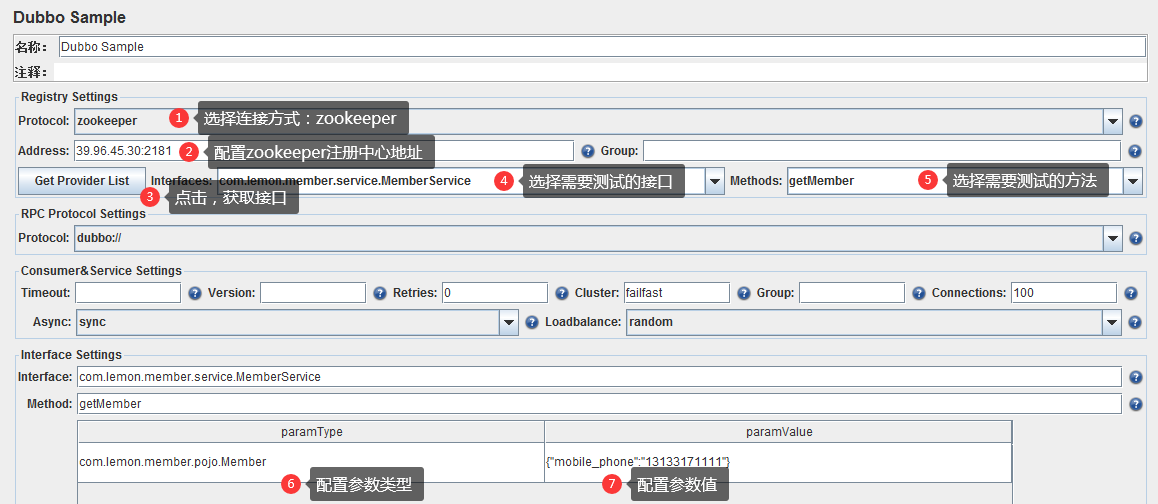 Dubbo Sample
名称： Dubbo Sample
注释：
Registry Settings
Protocol: zookeeper 1 选择连接方式：zookeeper
Address: 39.96.45.30:2181 2 配置zookeeper注册中心地址 Group:
Get Provider List Interfaces: com.lemon.member.service.MemberService 4 选择需要测试的接口 Methods: getMember 5 选择需要测试的方法
3 点击，获取接口
RPC Protocol Settings
Protocol: dubbo://
Consumer&Service Settings
Timeout: Version: Retries: 0 Cluster: failfast Group: Connections: 100
Async: sync Loadbalance: random
Interface Settings
Interface: com.lemon.member.service.MemberService
Method: getMember
paramType paramValue
com.lemon.member.pojo.Member {"mobile_phone":"13133171111"}
6 配置参数类型 7 配置参数值